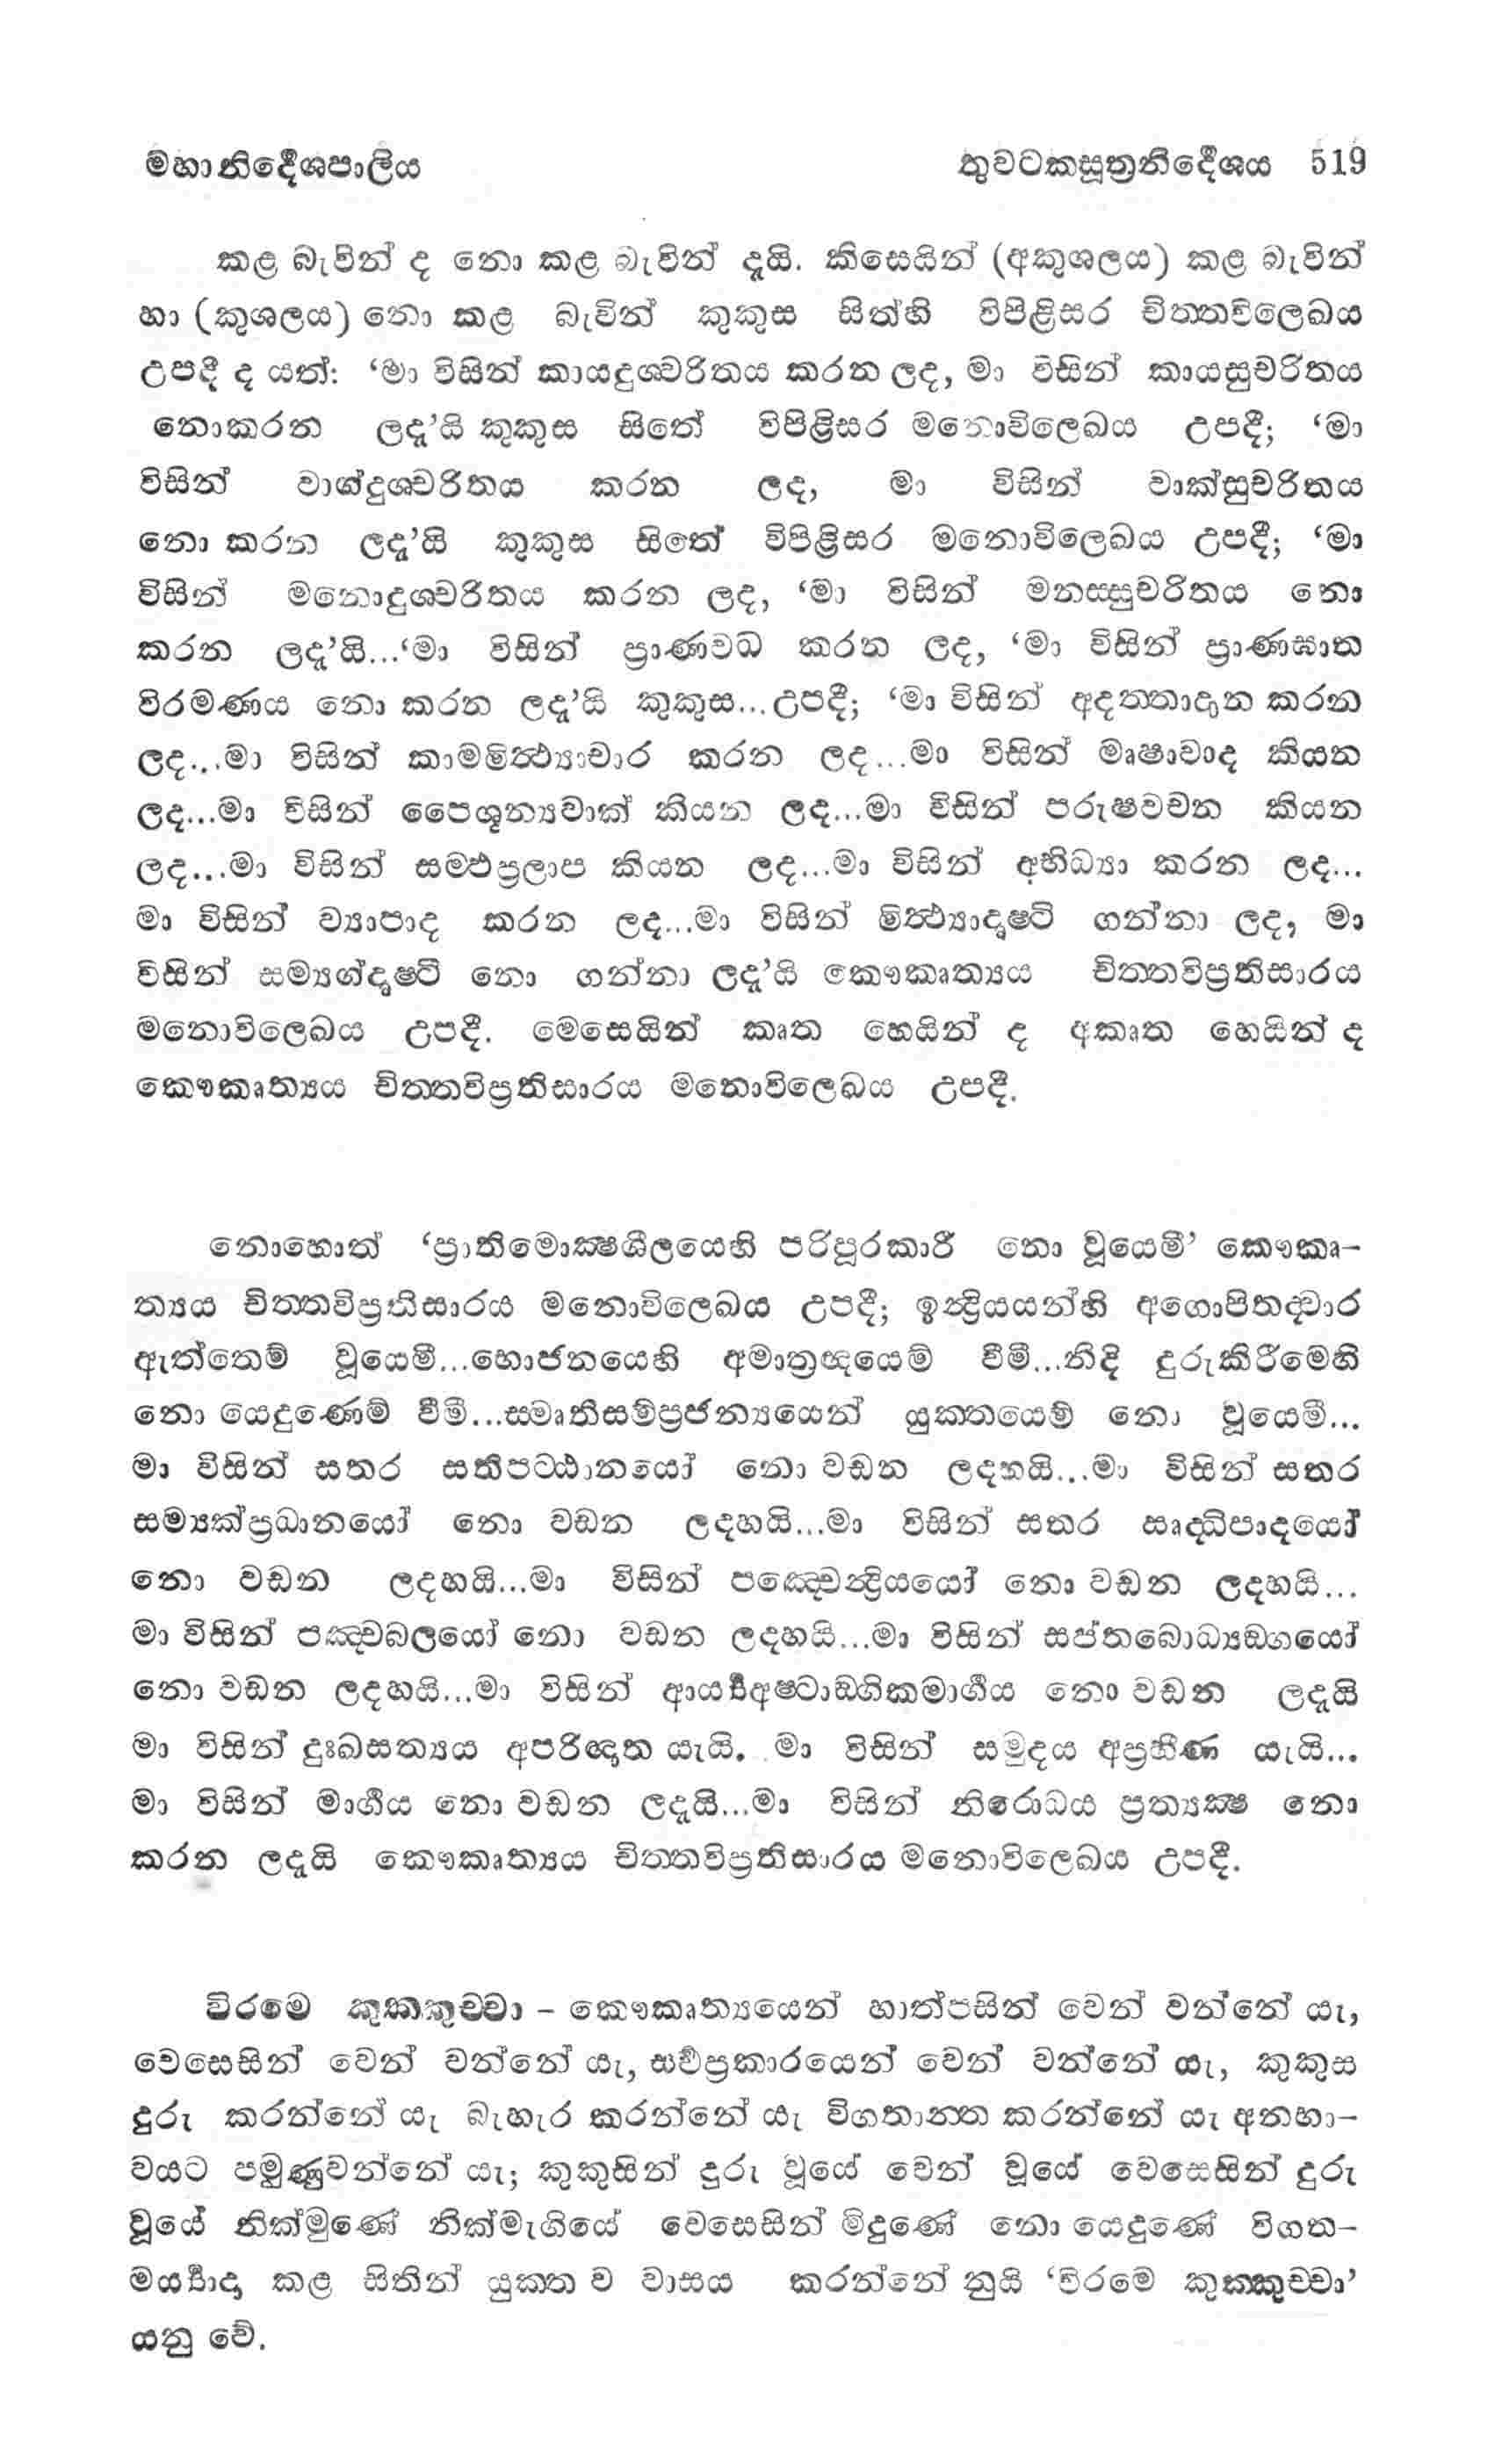 මහානිර්දේශපාලිය තුවටකසූත්‍රනිර්දේශය 519
කළ බැවින් ද නො කළ බැවින් දැයි. කිසෙයින් (අකුශලය) කළ බැවින්
හා (කුශලය) නො කළ බැවින් කුකුස සිත්හි විපිළිසර චිත්තවිලෙඛය
උපදී ද යත්: ‘මා විසින් කායදුශ්චරිතය කරන ලද, මා විසින් කායසුචරිතය
නොකරන ලදැ’යි කුකුස සිතේ විපිළිසර මනොවිලෙඛය උපදී; ‘මා
විසින් වාග්දුශ්චරිතය කරන ලද, මා විසින් වාක්සුචරිතය
නො කරන ලදැ’යි කුකුස සිතේ විපිළිසර මනොවිලෙඛය උපදී; ‘මා
විසින් මනොදුශ්චරිතය කරන ලද, ‘මා විසින් මනස්සුචරිතය නො
කරන ලදැ’යි...‘මා විසින් ප්‍රාණවධ කරන ලද, ‘මා විසින් ප්‍රාණඝාත
විරමණය නො කරන ලදැ’යි කුකුස...උපදී; ‘මා විසින් අදත්තාදාන කරන
ලද...මා විසින් කාමමිත්‍ථ්‍යාචාර කරන ලද...මා විසින් මෘෂාවාද කියන
ලද...මා විසින් පෛශූන්‍යවාක් කියන ලද...මා විසින් පරුෂවචන කියන
ලද...මා විසින් සම්ඵප්‍රලාප කියන ලද...මා විසින් අභිධ්‍යා කරන ලද...
මා විසින් ව්‍යාපාද කරන ලද...මා විසින් මිත්‍ථ්‍යාදෘෂ්ටි ගන්නා ලද, මා
විසින් සම්‍යග්දෘෂ්ටි නො ගන්නා ලදැ’යි කෞකෘත්‍යය චිත්තවිප්‍රතිසාරය
මනොවිලෙඛය උපදී. මෙසෙයින් කෘත හෙයින් ද අකෘත හෙයින් ද
කෞකෘත්‍යය චිත්තවිප්‍රතිසාරය මනොවිලෙඛය උපදී.
නොහොත් ‘ප්‍රාතිමොක්‍ෂශීලයෙහි පරිපූරකාරී නො වූයෙමි’ කෞකෘ-
ත්‍යය චිත්තවිප්‍රතිසාරය මනොවිලෙඛය උපදී; ඉන්‍ද්‍රියයන්හි අගොපිතද්වාර
ඇත්තෙම් වූයෙමි...භොජනයෙහි අමාත්‍රඥයෙම් වීමි...නිදි දුරුකිරීමෙහි
නො යෙදුණෙම් වීමි...ස්මෘතිසම්ප්‍රජන්‍යයෙන් යුක්තයෙම් නො වූයෙමි...
මා විසින් සතර සතිපට්ඨානයෝ නො වඩන ලදහයි...මා විසින් සතර
සම්‍යක්ප්‍රධානයෝ නො වඩන ලදහයි...මා විසින් සතර ඍද්ධිපාදයෝ
නො වඩන ලදහයි...මා විසින් පඤ්චේන්‍ද්‍රියයෝ නො වඩන ලදහයි...
මා විසින් පඤ්චබලයෝ නො වඩන ලදහයි...මා විසින් සප්තබොධ්‍යඞ්ගයෝ
නො වඩන ලදහයි...මා විසින් ආර්‍ය්‍යඅෂ්ටාඞ්ගිකමාර්ගය නො වඩන ලදැයි
මා විසින් දුඃඛසත්‍යය අපරිඥාත යැයි. මා විසින් සමුදය අප්‍රහීණ යැයි...
මා විසින් මාර්ගය නො වඩන ලදැයි...මා විසින් නිරොධය ප්‍රත්‍යක්‍ෂ නො
කරන ලදැයි කෞකෘත්‍යය චිත්තවිප්‍රතිසාරය මනොවිලෙඛය උපදී.
විරමෙ කුක්කුච්චා – කෞකෘත්‍යයෙන් හාත්පසින් වෙන් වන්නේ යැ,
වෙසෙසින් වෙන් වන්නේ යැ, සර්වප්‍රකාරයෙන් වෙන් වන්නේ යැ, කුකුස
දුරු කරන්නේ යැ බැහැර කරන්නේ යැ විගතාන්ත කරන්නේ යැ අනභා-
වයට පමුණුවන්නේ යැ; කුකුසින් දුරු වූයේ වෙන් වූයේ වෙසෙසින් දුරු
වූයේ නික්මුණේ නික්මැගියේ වෙසෙසින් මිදුණේ නො යෙදුණේ විගත-
මර්‍ය්‍යාදා කළ සිතින් යුක්ත ව වාසය කරන්නේ නුයි ‘විරමෙ කුක්කුච්චා’
යනු වේ.